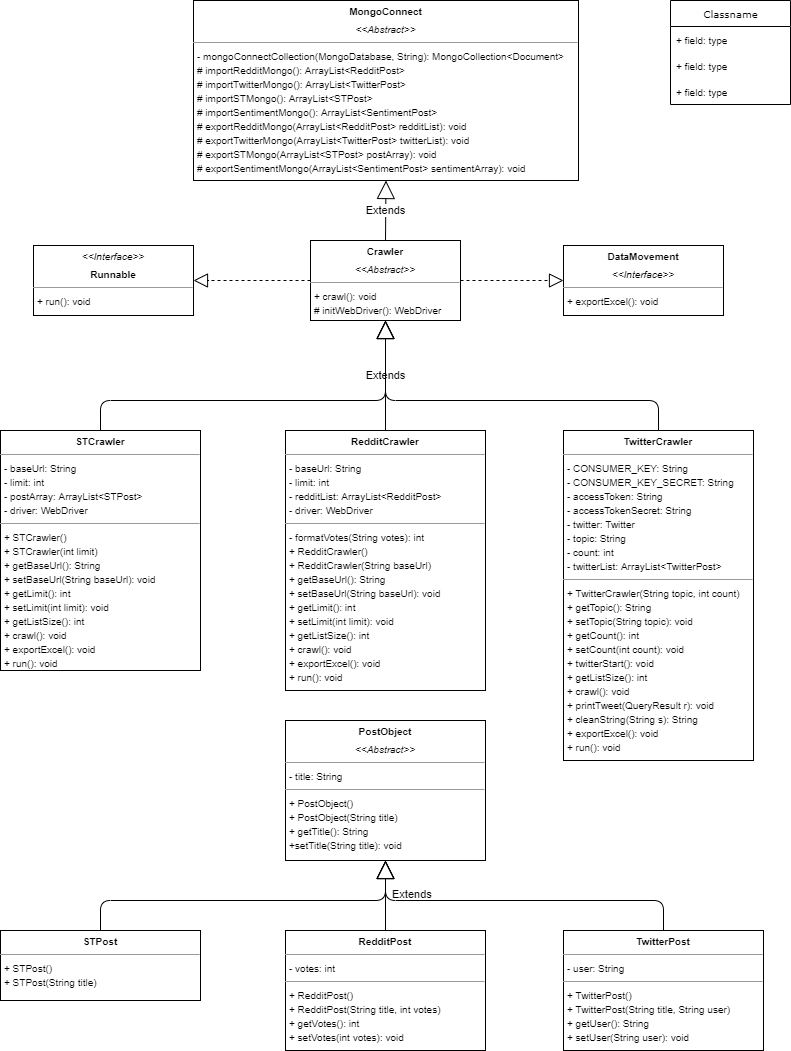 MongoConnect
<<Abstract>>
- mongoConnectCollection(MongoDatabase, String): MongoCollection<Document>
# importRedditMongo(): ArrayList<RedditPost>
# importTwitterMongo(): ArrayList<TwitterPost>
# importSTMongo(): ArrayList<STPost>
# importSentimentMongo(): ArrayList<SentimentPost>
# exportRedditMongo(ArrayList<RedditPost> redditList): void
# exportTwitterMongo(ArrayList<TwitterPost> twitterList): void
# exportSTMongo(ArrayList<STPost> postArray): void
# exportSentimentMongo(ArrayList<SentimentPost> sentimentArray): void
Classname
+ field: type
+ field: type
+ field: type
Extends
<<Interface>>
Runnable
+ run(): void
Crawler
<<Abstract>>
+ crawl(): void
# initWebDriver(): WebDriver
DataMovement
<<Interface>>
+ exportExcel(): void
Extends
STCrawler
- baseUrl: String
- limit: int
- postArray: ArrayList<STPost>
- driver: WebDriver
+ STCrawler()
+ STCrawler(int limit)
+ getBaseUrl(): String
+ setBaseUrl(String baseUrl): void
+ getLimit(): int
+ setLimit(int limit): void
+ getListSize(): int
+ crawl(): void
+ exportExcel(): void
+ run(): void
RedditCrawler
- baseUrl: String
- limit: int
- redditList: ArrayList<RedditPost>
- driver: WebDriver
- formatVotes(String votes): int
+ RedditCrawler()
+ RedditCrawler(String baseUrl)
+ getBaseUrl(): String
+ setBaseUrl(String baseUrl): void
+ getLimit(): int
+ setLimit(int limit): void
+ getListSize(): int
+ crawl(): void
+ exportExcel(): void
+ run(): void
TwitterCrawler
- CONSUMER_KEY: String
- CONSUMER_KEY_SECRET: String
- accessToken: String
- accessTokenSecret: String
- twitter: Twitter
- topic: String
- count: int
- twitterList: ArrayList<TwitterPost>
+ TwitterCrawler(String topic, int count)
+ getTopic(): String
+ setTopic(String topic): void
+ getCount(): int
+ setCount(int count): void
+ twitterStart(): void
+ getListSize(): int
+ crawl(): void
+ printTweet(QueryResult r): void
+ cleanString(String s): String
+ exportExcel(): void
+ run(): void
PostObject
<<Abstract>>
- title: String
+ PostObject()
+ PostObject(String title)
+ getTitle(): String
+setTitle(String title): void
Extends
STPost
+ STPost()
+ STPost(String title)
RedditPost
- votes: int
+ RedditPost()
+ RedditPost(String title, int votes)
+ getVotes(): int
+ setVotes(int votes): void
TwitterPost
- user: String
+ TwitterPost()
+ TwitterPost(String title, String user)
+ getUser(): String
+ setUser(String user): void